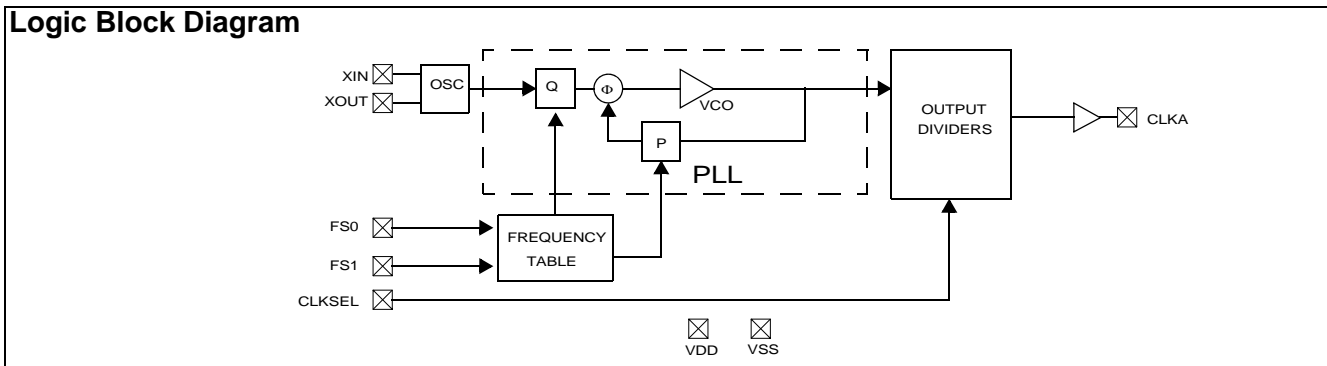 Logic Block Diagram
XIN
XOUT
OSC
Q
Φ
VCO
P
PLL
OUTPUT
DIVIDERS
CLKA
FS0
FS1
FREQUENCY
TABLE
CLKSEL
VDD
VSS